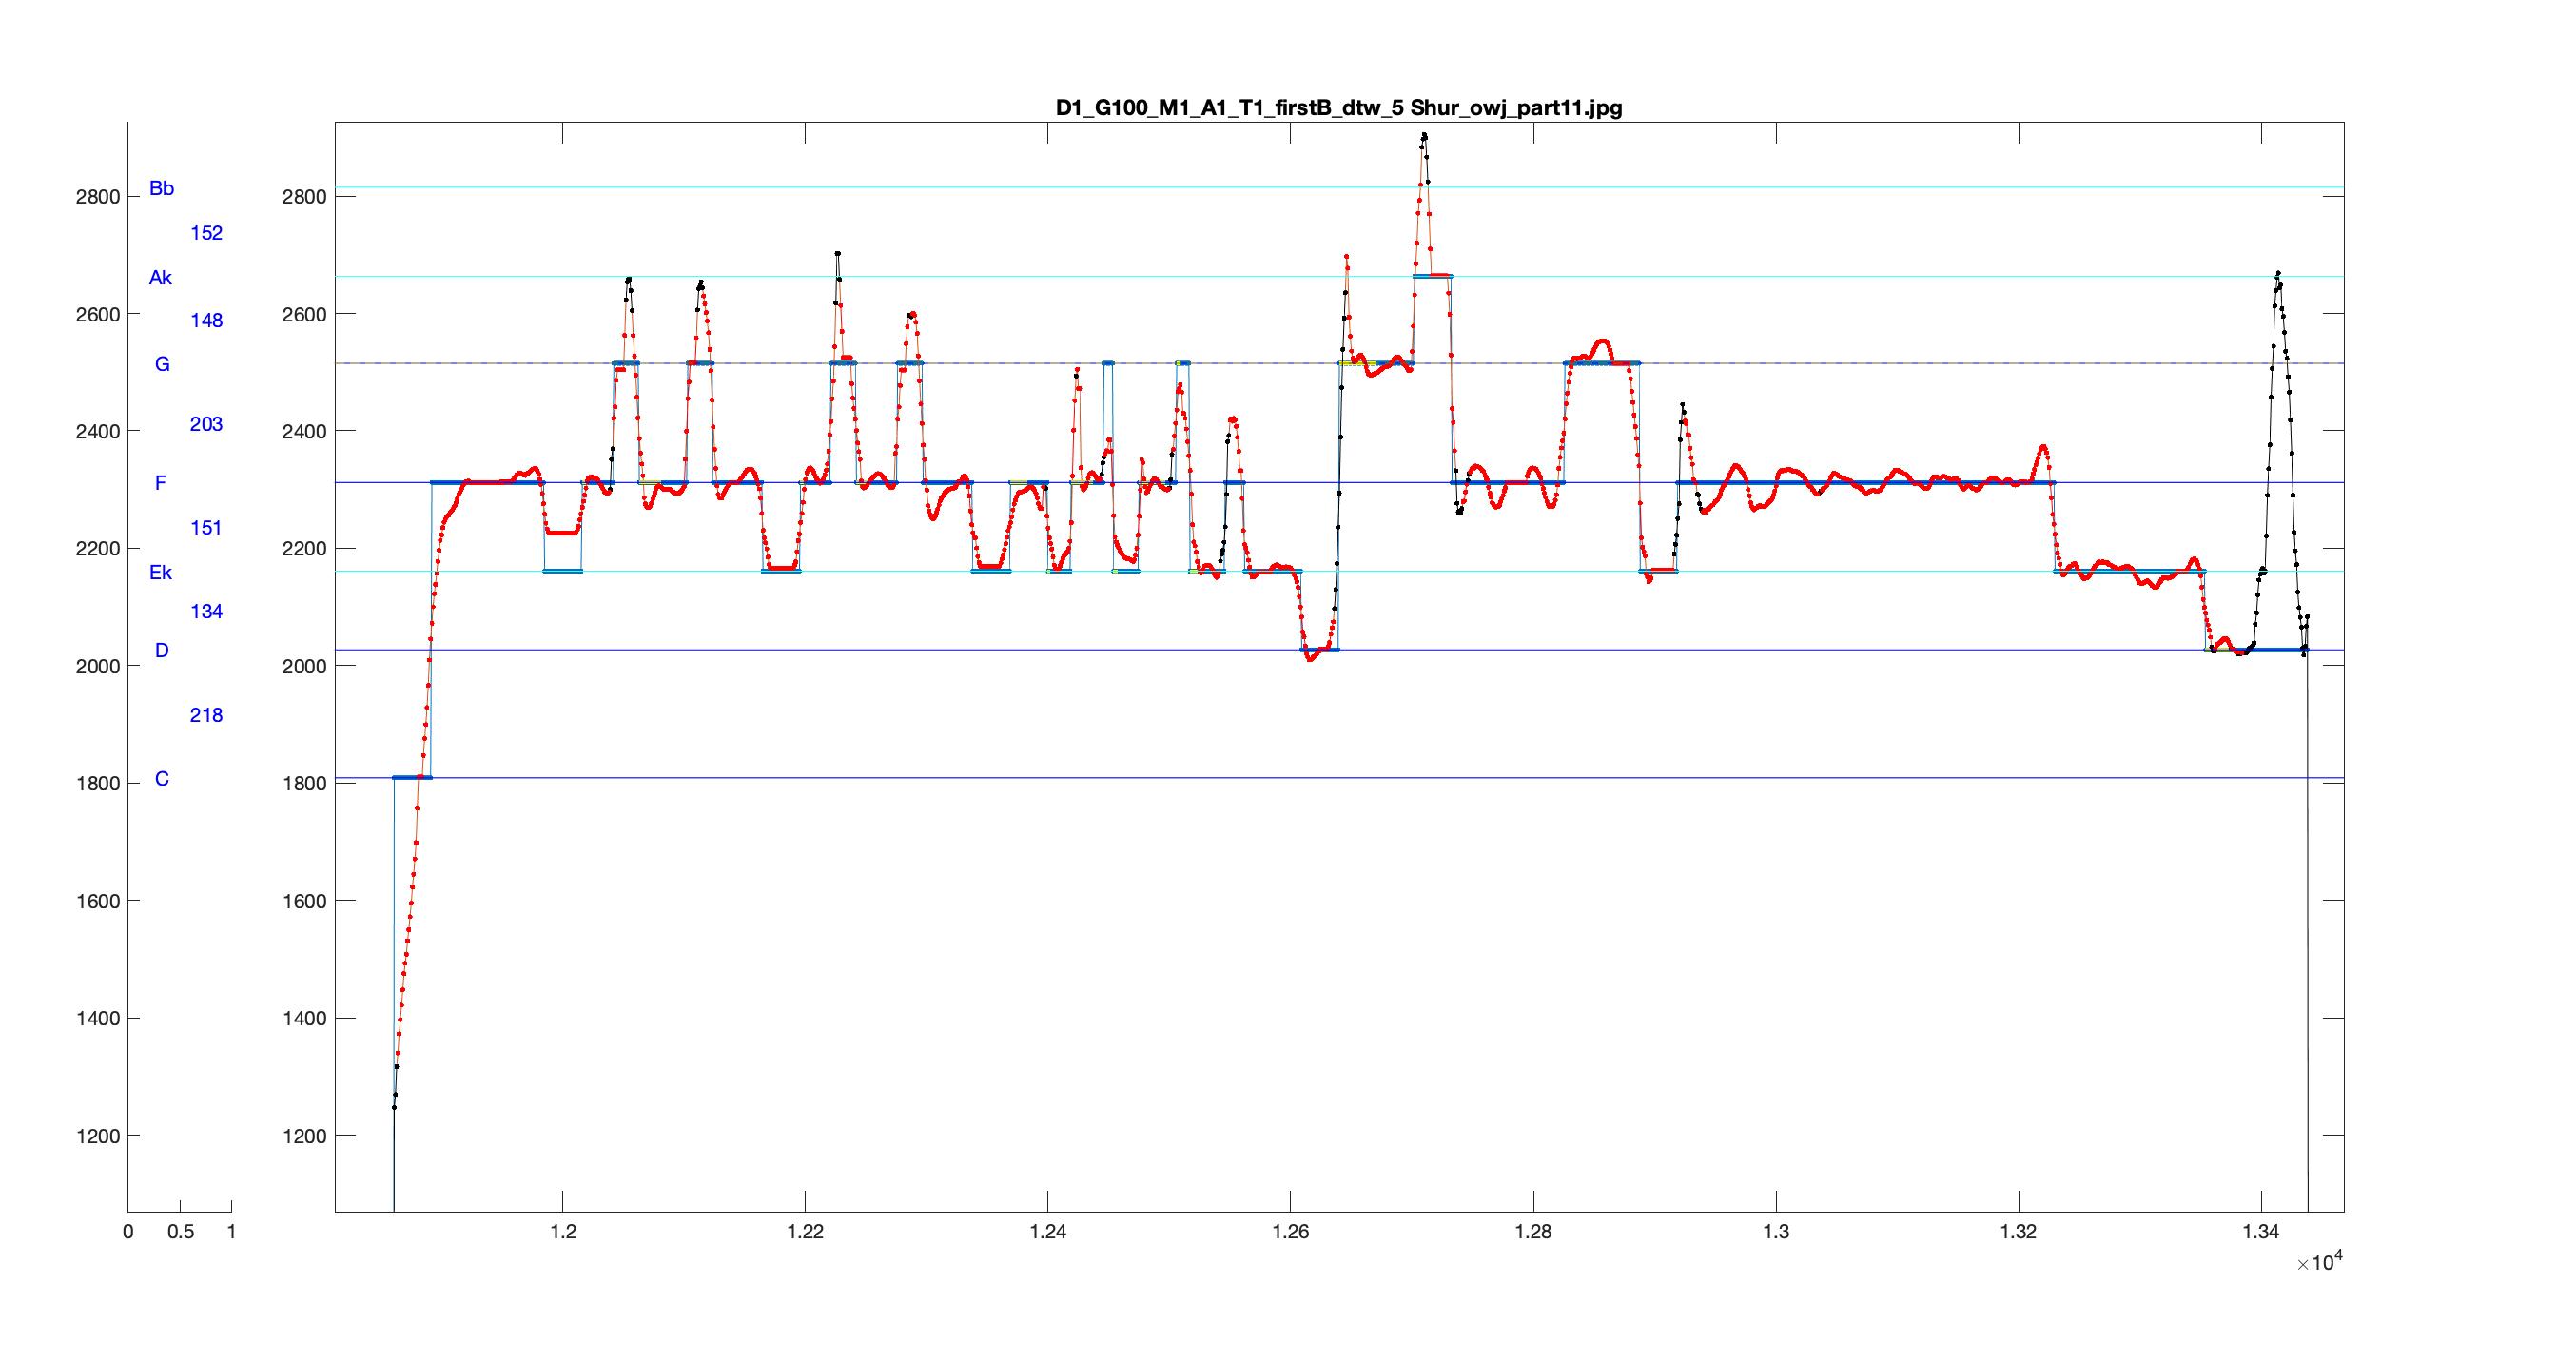 D1_G100_M1_A1_T1_firstB_dtw_5 Shur_owj_part11.jpg
2800 Bb 2800
152
Ak
2600 148 2600
G
2400 203 2400
F
151
2200 2200
Ek
134
D
2000 2000
218
1800 C 1800
1600 1600
1400 1400
1200 1200
0 0.5 1 1.2 1.22 1.24 1.26 1.28 1.3 1.32 1.34
×10⁴